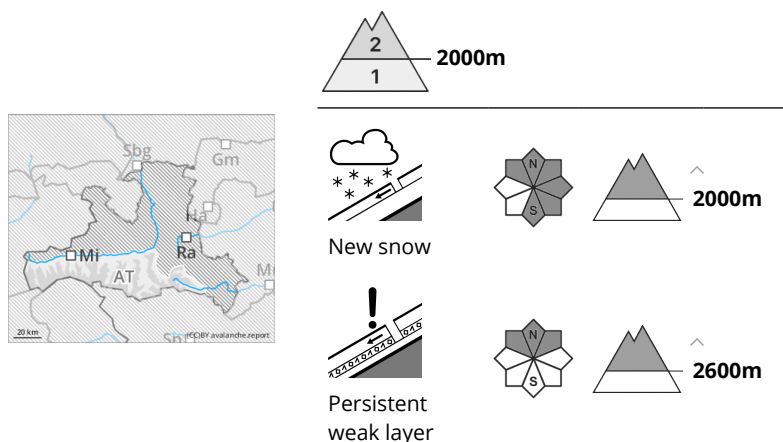 2
2000m
1
Sbg
Gm
Ha
Mi
Ra
AT
Mu
20 km
(CC)BY avalanche.report
N
S
2000m
New snow
N
S
2600m
Persistent
weak layer